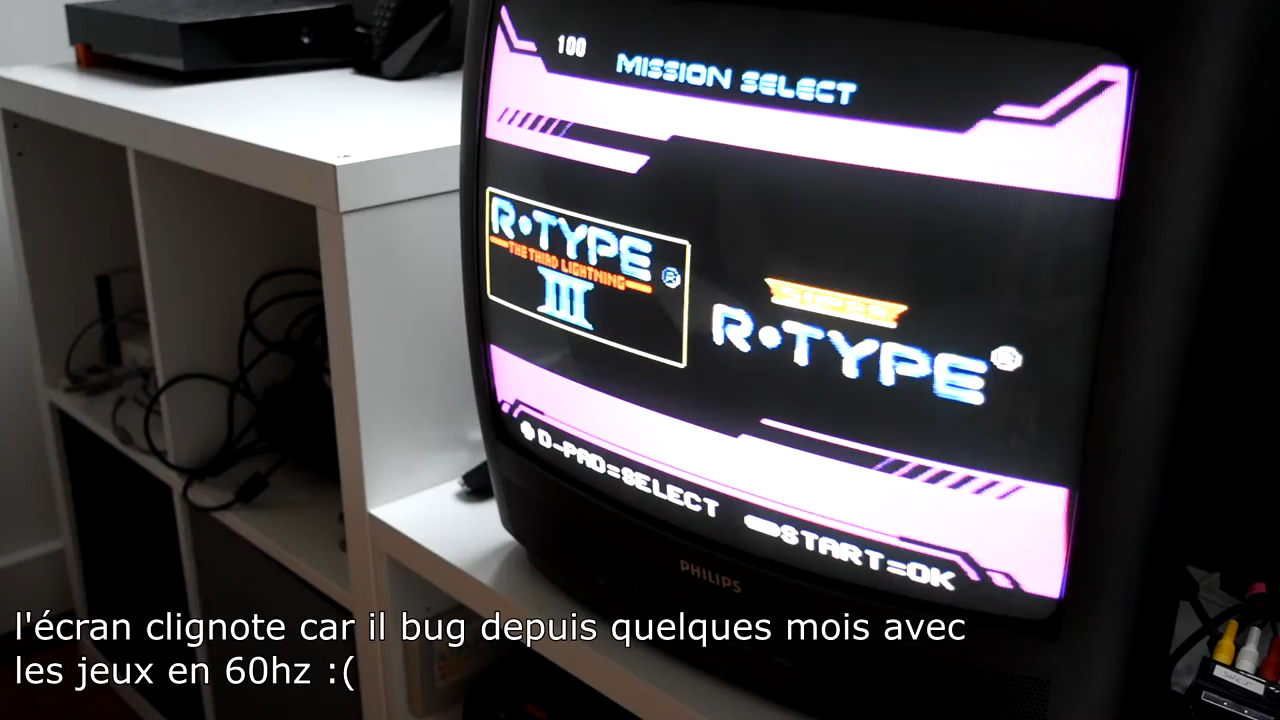 100
MISSION SELECT
R•TYPE®
THE THIRD LIGHTNING
III
SUPER
R•TYPE®
D-PAD=SELECT
START=OK
PHILIPS
l'écran clignote car il bug depuis quelques mois avec
les jeux en 60hz :(